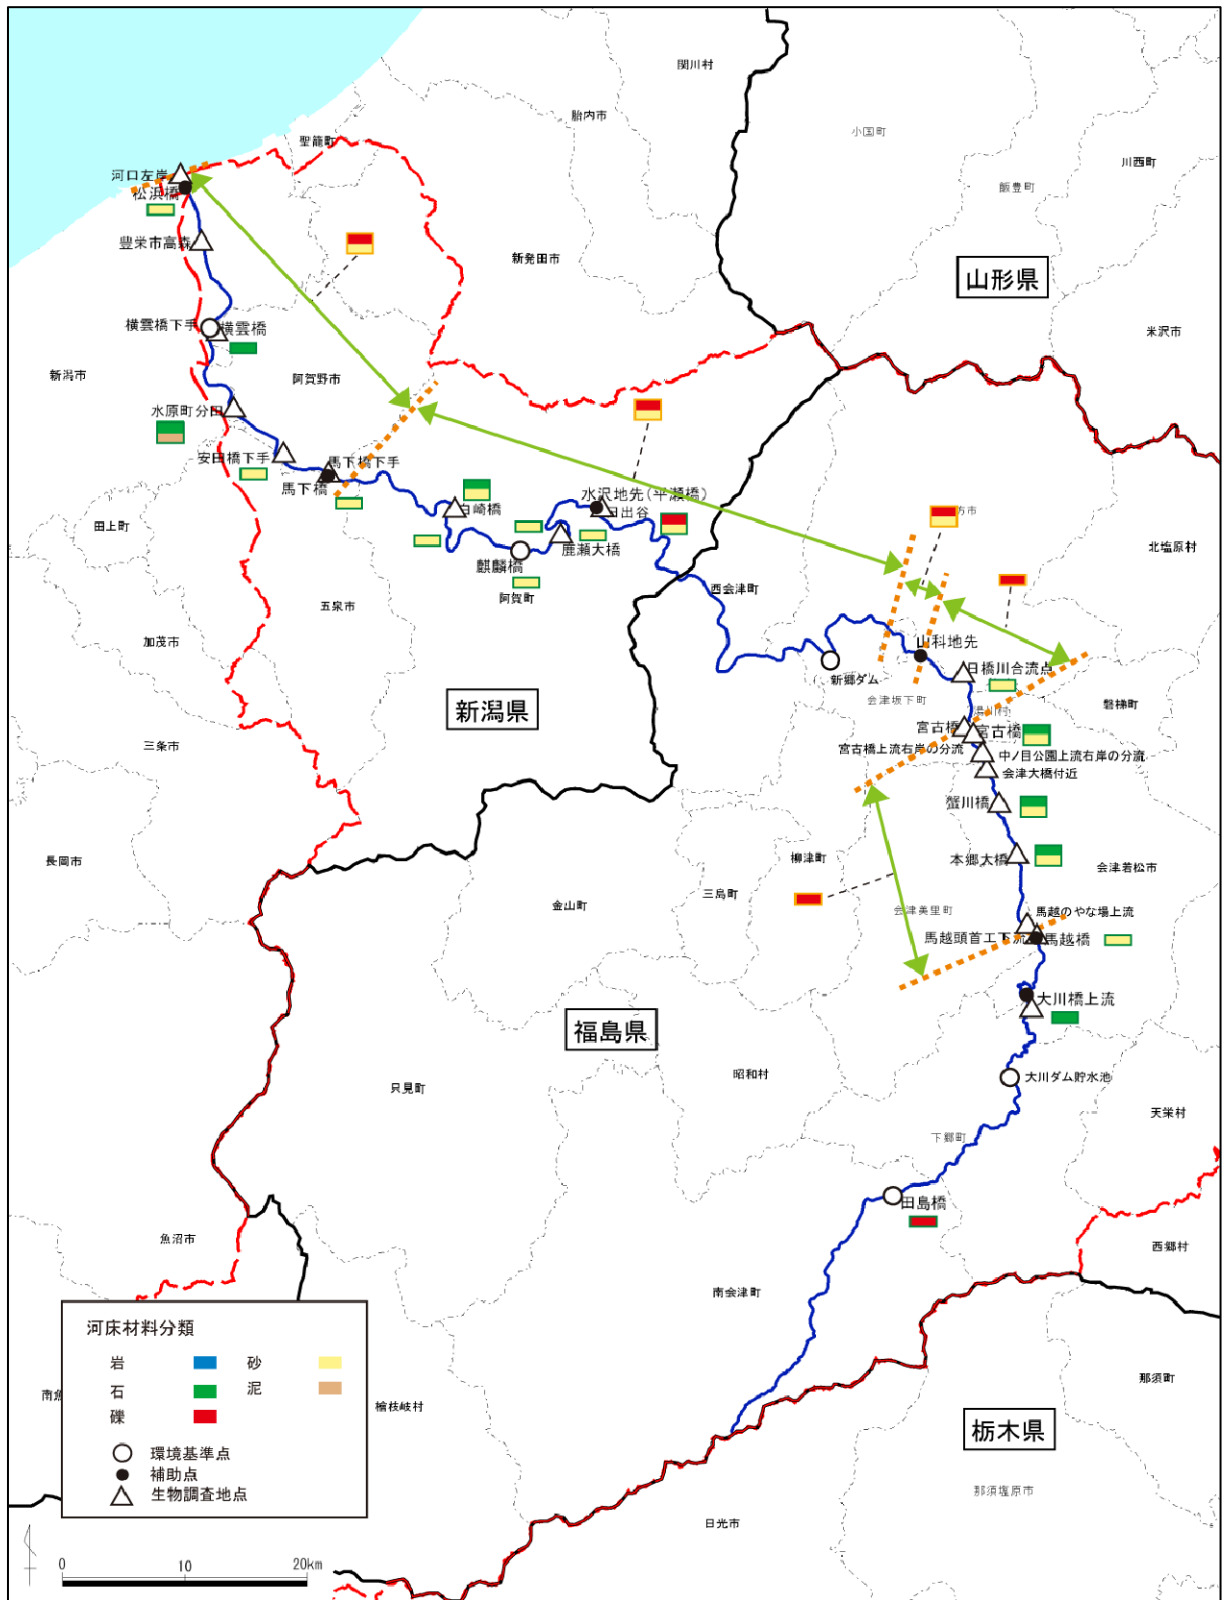 関川村
胎内市
小国町
聖籠町
川西町
河口左岸
飯豊町
松浜橋
豊栄市高森
新発田市
山形県
横雲橋下手
横雲橋
米沢市
新潟市
阿賀野市
水原町分田
安田橋下手
馬下橋下手
馬下橋
水沢地先(平瀬橋)
日出谷
白崎橋
方市
田上町
鹿瀬大橋
北塩原村
麒麟橋
西会津町
阿賀町
五泉市
加茂市
山科地先
日橋川合流点
新郷ダム
会津坂下町
磐梯町
新潟県
湯川村
宮古橋
宮古橋
三条市
宮古橋上流右岸の分流
中ノ目公園上流右岸の分流
会津大橋付近
蟹川橋
長岡市
柳津町
本郷大橋
会津若松市
三島町
金山町
会津美里町
馬越のやな場上流
馬越頭首工下流
馬越橋
大川橋上流
福島県
昭和村
大川ダム貯水池
只見町
天栄村
下郷町
田島橋
魚沼市
西郷村
南会津町
河床材料分類
岩
砂
石
泥
礫
環境基準点
補助点
生物調査地点
南魚
檜枝岐村
那須町
栃木県
那須塩原市
日光市
0
10
20km